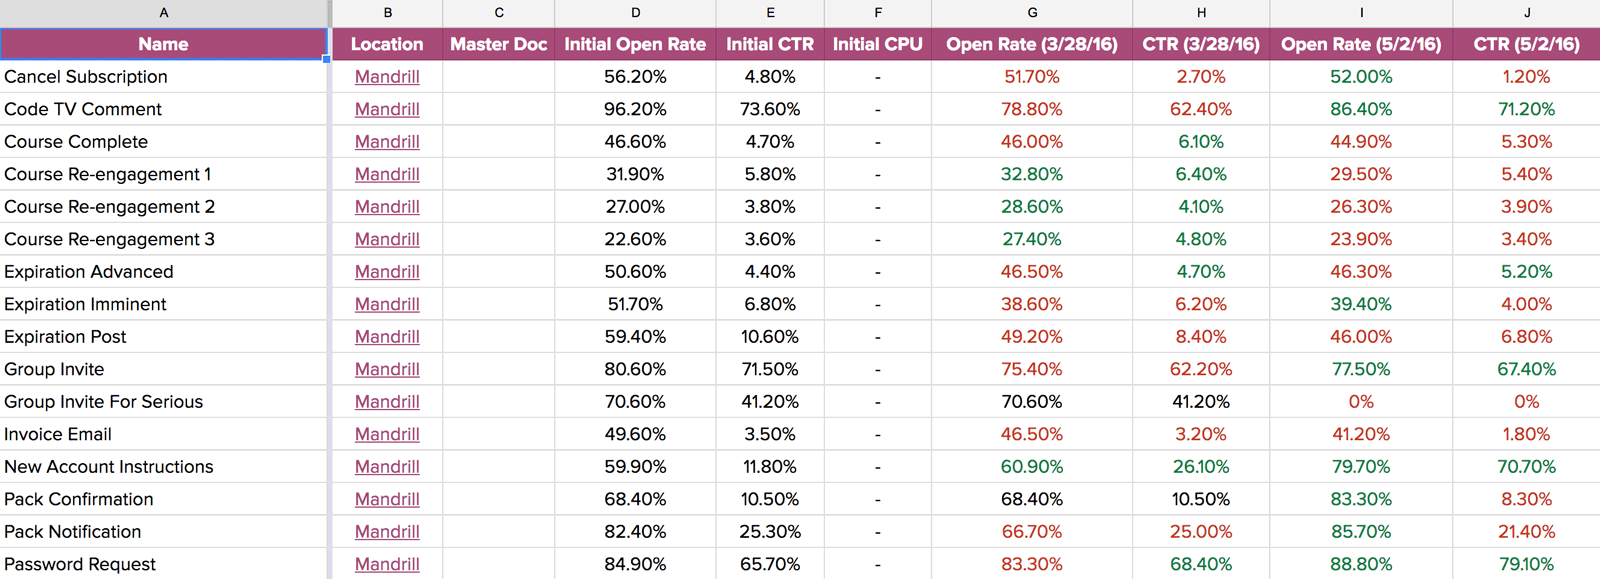 A B C D E F G H I J
Name Location Master Doc Initial Open Rate Initial CTR Initial CPU Open Rate (3/28/16) CTR (3/28/16) Open Rate (5/2/16) CTR (5/2/16)
Cancel Subscription Mandrill 56.20% 4.80% - 51.70% 2.70% 52.00% 1.20%
Code TV Comment Mandrill 96.20% 73.60% - 78.80% 62.40% 86.40% 71.20%
Course Complete Mandrill 46.60% 4.70% - 46.00% 6.10% 44.90% 5.30%
Course Re-engagement 1 Mandrill 31.90% 5.80% - 32.80% 6.40% 29.50% 5.40%
Course Re-engagement 2 Mandrill 27.00% 3.80% - 28.60% 4.10% 26.30% 3.90%
Course Re-engagement 3 Mandrill 22.60% 3.60% - 27.40% 4.80% 23.90% 3.40%
Expiration Advanced Mandrill 50.60% 4.40% - 46.50% 4.70% 46.30% 5.20%
Expiration Imminent Mandrill 51.70% 6.80% - 38.60% 6.20% 39.40% 4.00%
Expiration Post Mandrill 59.40% 10.60% - 49.20% 8.40% 46.00% 6.80%
Group Invite Mandrill 80.60% 71.50% - 75.40% 62.20% 77.50% 67.40%
Group Invite For Serious Mandrill 70.60% 41.20% - 70.60% 41.20% 0% 0%
Invoice Email Mandrill 49.60% 3.50% - 46.50% 3.20% 41.20% 1.80%
New Account Instructions Mandrill 59.90% 11.80% - 60.90% 26.10% 79.70% 70.70%
Pack Confirmation Mandrill 68.40% 10.50% - 68.40% 10.50% 83.30% 8.30%
Pack Notification Mandrill 82.40% 25.30% - 66.70% 25.00% 85.70% 21.40%
Password Request Mandrill 84.90% 65.70% - 83.30% 68.40% 88.80% 79.10%